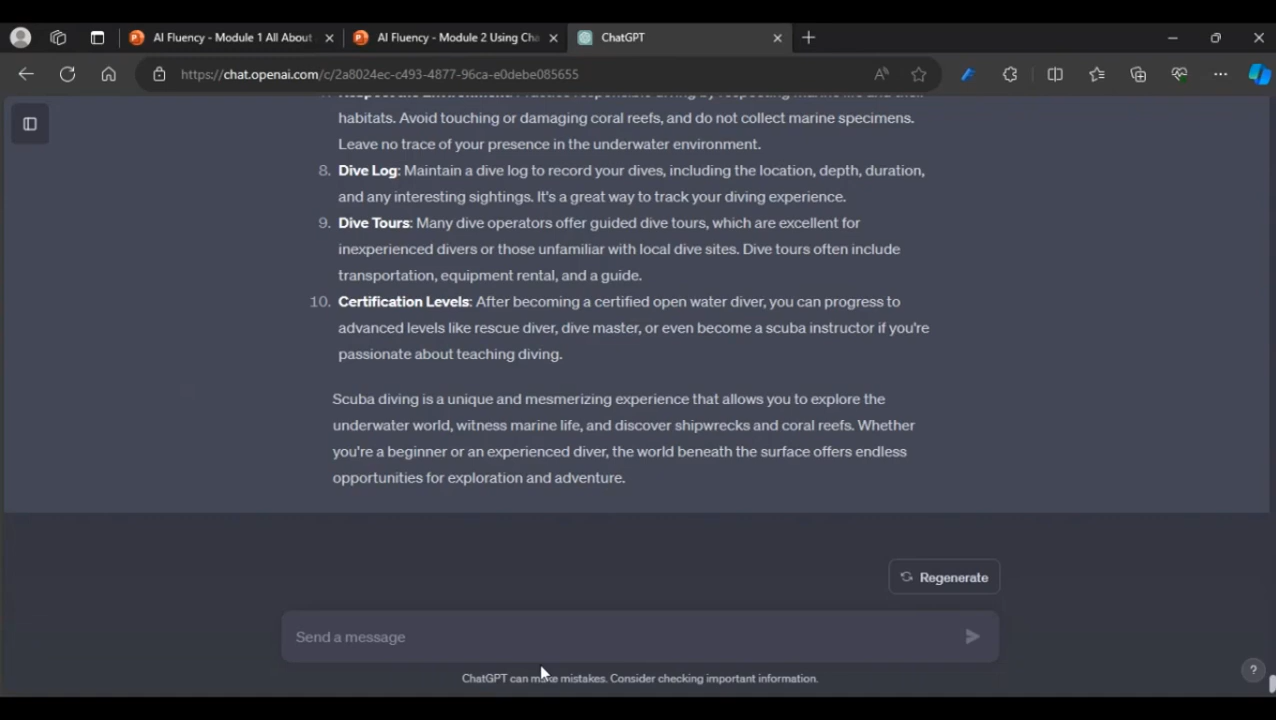 AI Fluency - Module 1 All About
AI Fluency - Module 2 Using Cha
ChatGPT
https://chat.openai.com/c/2a8024ec-c493-4877-96ca-e0debe085655
habitats. Avoid touching or damaging coral reefs, and do not collect marine specimens.
Leave no trace of your presence in the underwater environment.
8. Dive Log: Maintain a dive log to record your dives, including the location, depth, duration,
and any interesting sightings. It's a great way to track your diving experience.
9. Dive Tours: Many dive operators offer guided dive tours, which are excellent for
inexperienced divers or those unfamiliar with local dive sites. Dive tours often include
transportation, equipment rental, and a guide.
10. Certification Levels: After becoming a certified open water diver, you can progress to
advanced levels like rescue diver, dive master, or even become a scuba instructor if you're
passionate about teaching diving.
Scuba diving is a unique and mesmerizing experience that allows you to explore the
underwater world, witness marine life, and discover shipwrecks and coral reefs. Whether
you're a beginner or an experienced diver, the world beneath the surface offers endless
opportunities for exploration and adventure.
Regenerate
Send a message
ChatGPT can make mistakes. Consider checking important information.
?